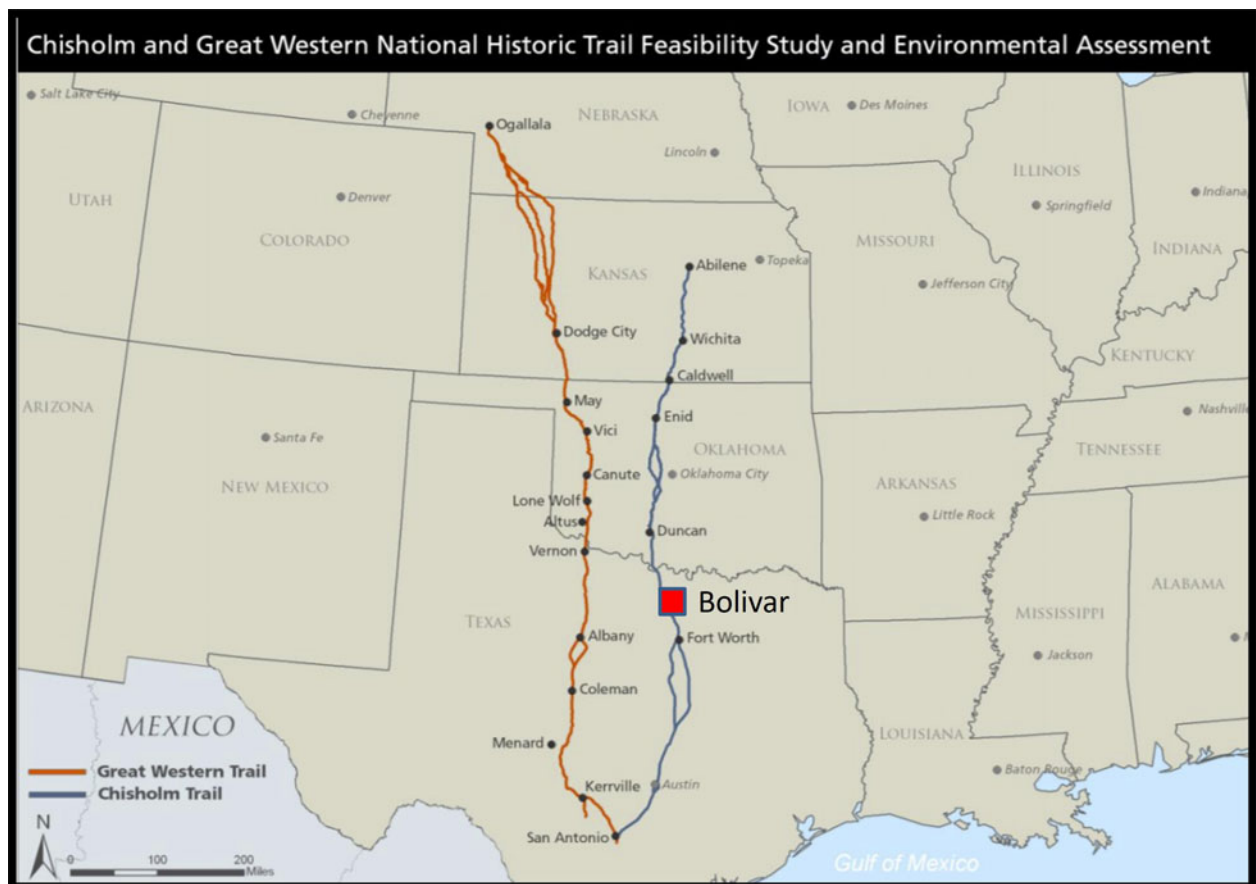 Chisholm and Great Western National Historic Trail Feasibility Study and Environmental Assessment
Salt Lake City
Cheyenne
Ogallala
NEBRASKA
IOWA
Des Moines
Lincoln
UTAH
Denver
COLORADO
ILLINOIS
Springfield
Indiana
INDIANA
MISSOURI
KANSAS
Abilene
Topeka
Jefferson City
Dodge City
Wichita
KENTUCKY
Caldwell
ARIZONA
May
Enid
Nashville
Santa Fe
Vici
OKLAHOMA
TENNESSEE
NEW MEXICO
Canute
Oklahoma City
ARKANSAS
Lone Wolf
Altus
Little Rock
Duncan
Vernon
ALABAMA
Bolivar
MISSISSIPPI
TEXAS
Albany
Fort Worth
Jackson
Coleman
MEXICO
LOUISIANA
Menard
Great Western Trail
Chisholm Trail
Baton Rouge
Kerrville
Austin
N
San Antonio
0 100 200
Miles
Gulf of Mexico